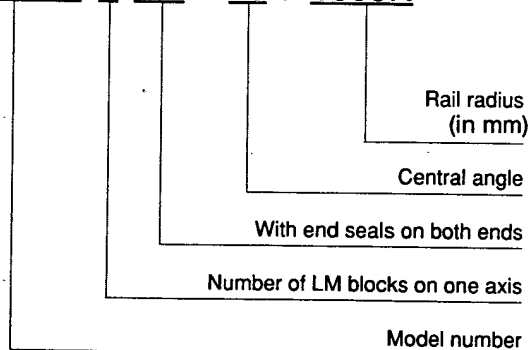 Rail radius
(in mm)
Central angle
With end seals on both ends
Number of LM blocks on one axis
Model number